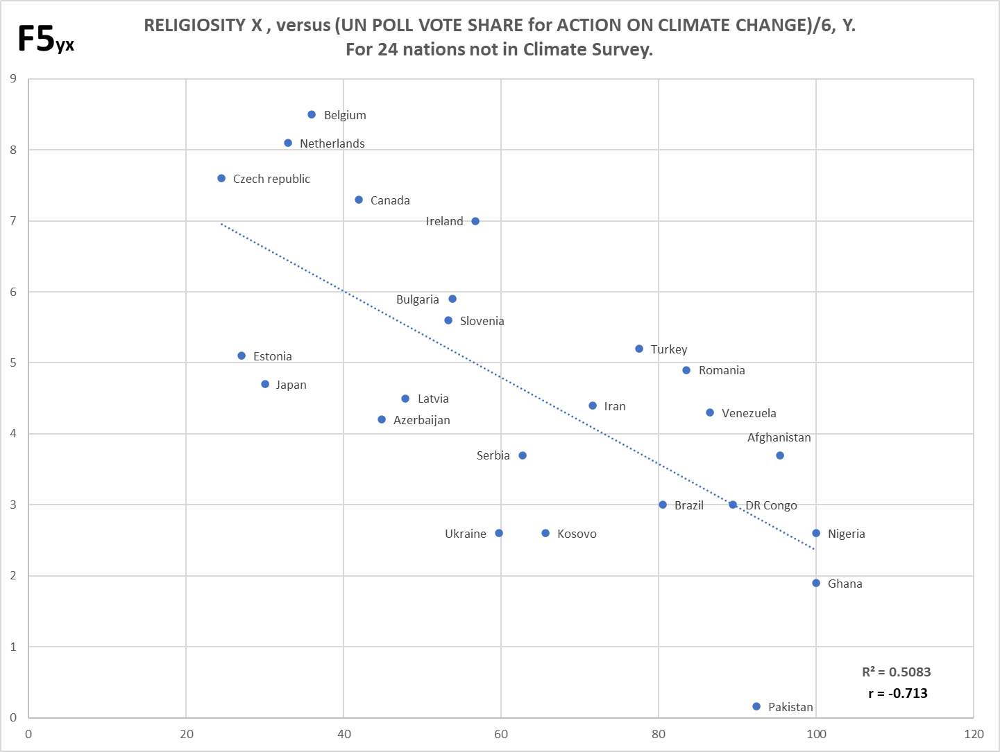 F5yx
RELIGIOSITY X , versus (UN POLL VOTE SHARE for ACTION ON CLIMATE CHANGE)/6, Y.
For 24 nations not in Climate Survey.
9
8
7
6
5
4
3
2
1
0
Belgium
Netherlands
Czech republic
Canada
Ireland
Bulgaria
Slovenia
Turkey
Estonia
Romania
Japan
Latvia
Iran
Venezuela
Azerbaijan
Afghanistan
Serbia
Brazil
DR Congo
Ukraine
Kosovo
Nigeria
Ghana
R² = 0.5083
r = -0.713
Pakistan
0 20 40 60 80 100 120